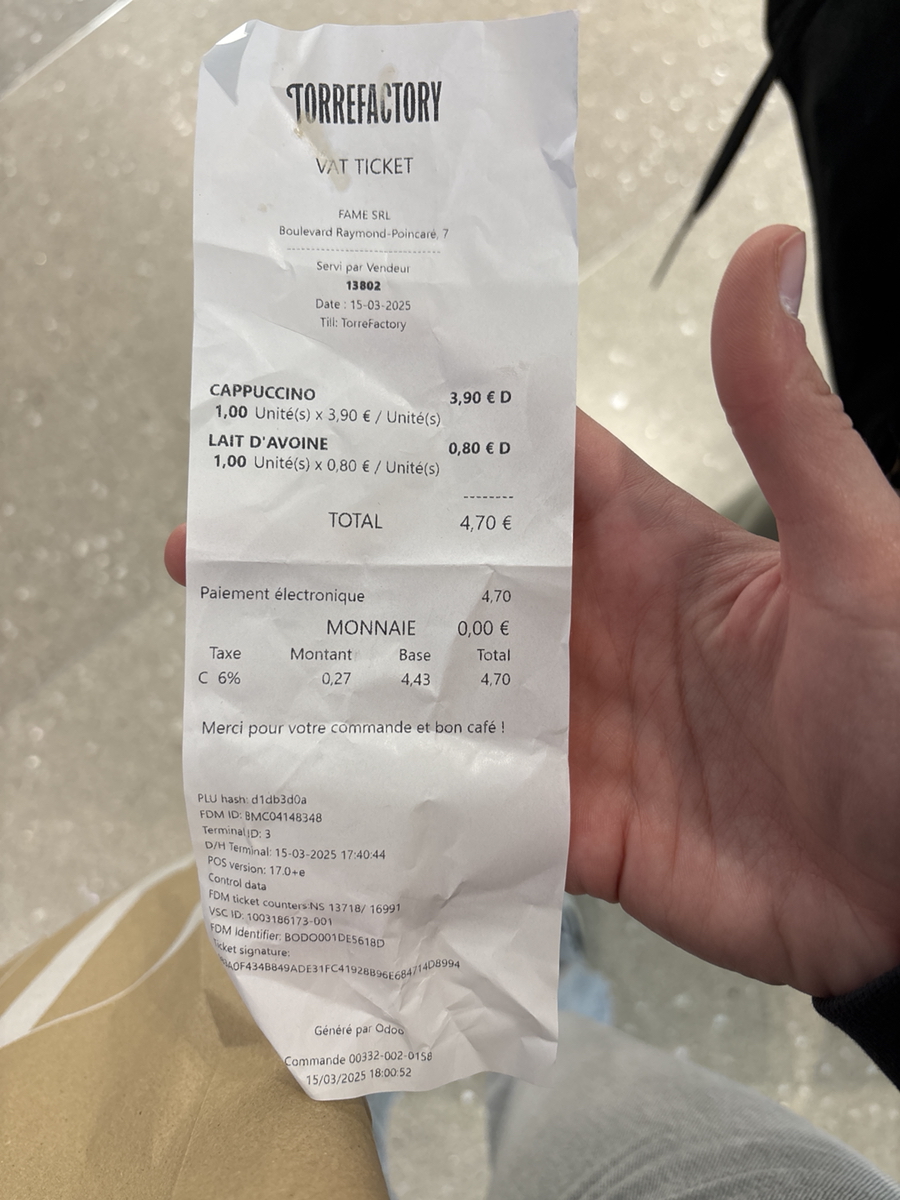 TORREFACTORY
VAT TICKET
FAME SRL
Boulevard Raymond-Poincaré, 7
--------------------------------
Servi par Vendeur
13802
Date : 15-03-2025
Till: TorreFactory
CAPPUCCINO 3,90 € D
1,00 Unité(s) x 3,90 € / Unité(s)
LAIT D'AVOINE 0,80 € D
1,00 Unité(s) x 0,80 € / Unité(s)
--------
TOTAL 4,70 €
Paiement électronique 4,70
MONNAIE 0,00 €
Taxe Montant Base Total
C 6% 0,27 4,43 4,70
Merci pour votre commande et bon café !
PLU hash: d1db3d0a
FDM ID: BMC04148348
Terminal ID: 3
D/H Terminal: 15-03-2025 17:40:44
POS version: 17.0+e
Control data
FDM ticket counters:NS 13718/ 16991
VSC ID: 1003186173-001
FDM Identifier: BODO001DE5618D
Ticket signature:
Généré par Odoo
Commande 00332-002-0158
15/03/2025 18:00:52